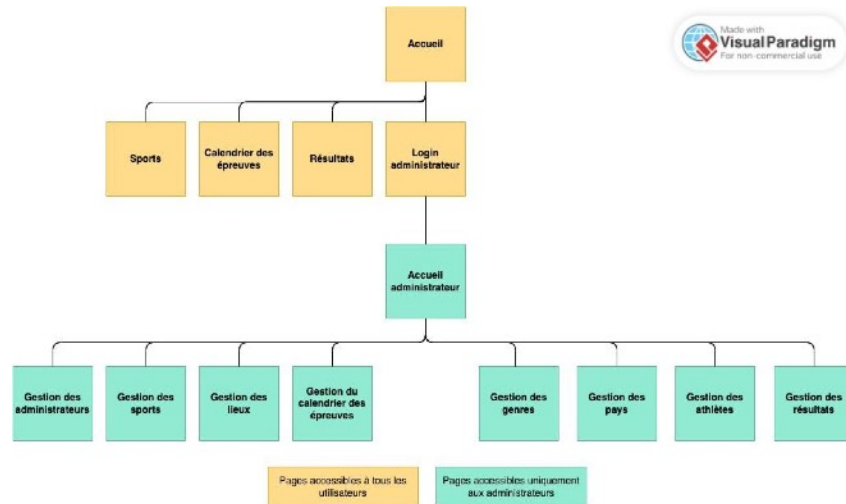 Made with
Visual Paradigm
For non-commercial use
Accueil
Sports
Calendrier des
épreuves
Résultats
Login
administrateur
Accueil
administrateur
Gestion des
administrateurs
Gestion des
sports
Gestion des
lieux
Gestion du
calendrier des
épreuves
Gestion des
genres
Gestion des
pays
Gestion des
athlètes
Gestion des
résultats
Pages accessibles à tous les
utilisateurs
Pages accessibles uniquement
aux administrateurs